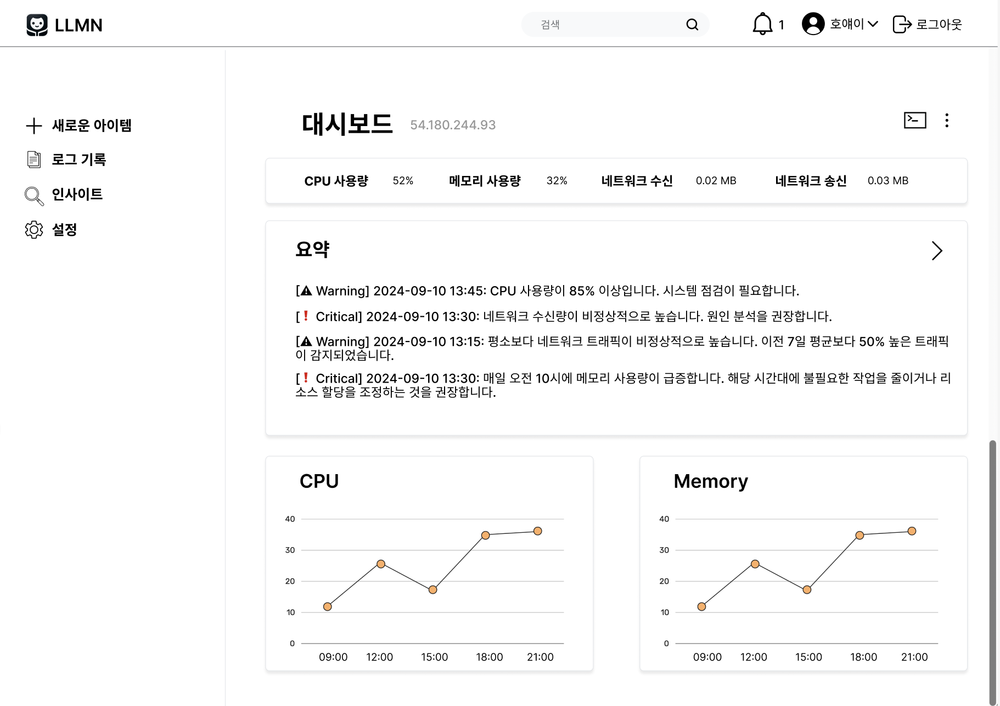 LLMN
검색
1
호얘이
로그아웃
새로운 아이템
로그 기록
인사이트
설정
대시보드 54.180.244.93
CPU 사용량 52% 메모리 사용량 32% 네트워크 수신 0.02 MB 네트워크 송신 0.03 MB
요약
[⚠ Warning] 2024-09-10 13:45: CPU 사용량이 85% 이상입니다. 시스템 점검이 필요합니다.
[❗ Critical] 2024-09-10 13:30: 네트워크 수신량이 비정상적으로 높습니다. 원인 분석을 권장합니다.
[⚠ Warning] 2024-09-10 13:15: 평소보다 네트워크 트래픽이 비정상적으로 높습니다. 이전 7일 평균보다 50% 높은 트래픽
이 감지되었습니다.
[❗ Critical] 2024-09-10 13:30: 매일 오전 10시에 메모리 사용량이 급증합니다. 해당 시간대에 불필요한 작업을 줄이거나 리
소스 할당을 조정하는 것을 권장합니다.
CPU
40
30
20
10
0
09:00 12:00 15:00 18:00 21:00
Memory
40
30
20
10
0
09:00 12:00 15:00 18:00 21:00